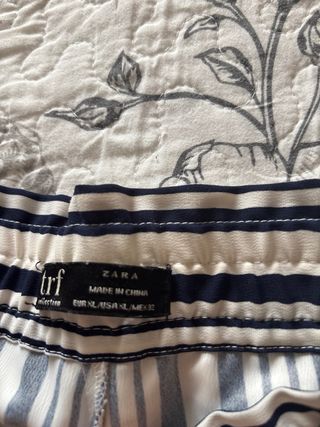 trf
collection
ZARA
MADE IN CHINA
EUR XL/USA XL/MEX 32